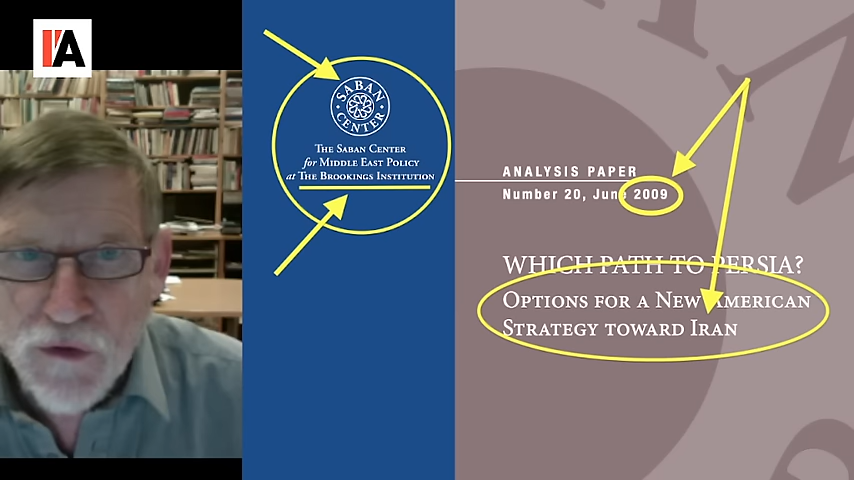 IA
SABAN
CENTER
THE SABAN CENTER
for MIDDLE EAST POLICY
at THE BROOKINGS INSTITUTION
ANALYSIS PAPER
Number 20, June 2009
WHICH PATH TO PERSIA?
OPTIONS FOR A NEW AMERICAN
STRATEGY TOWARD IRAN